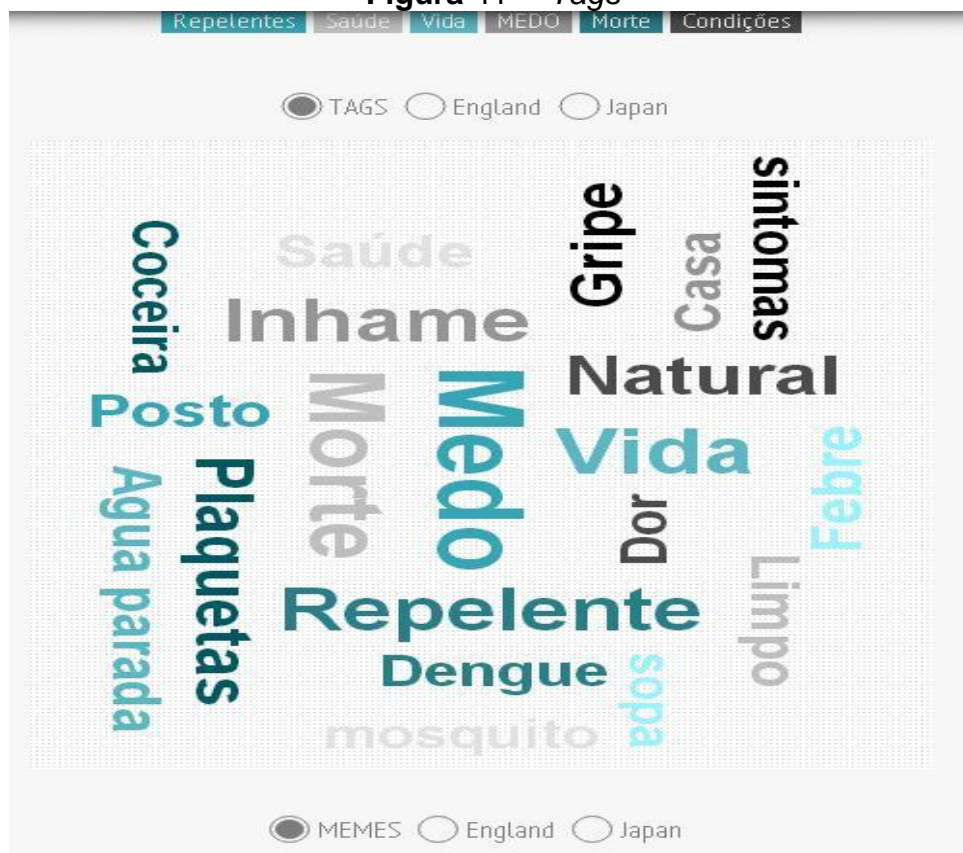 Repelentes Saúde Vida MEDO Morte Condições
TAGS England Japan
sintomas
Gripe
Coceira
Saúde
Casa
Inhame
Natural
Posto
Morte
Medo
Vida
Febre
Plaquetas
Agua parada
Dor
Limpo
Repelente
Dengue
sopa
mosquito
MEMES England Japan